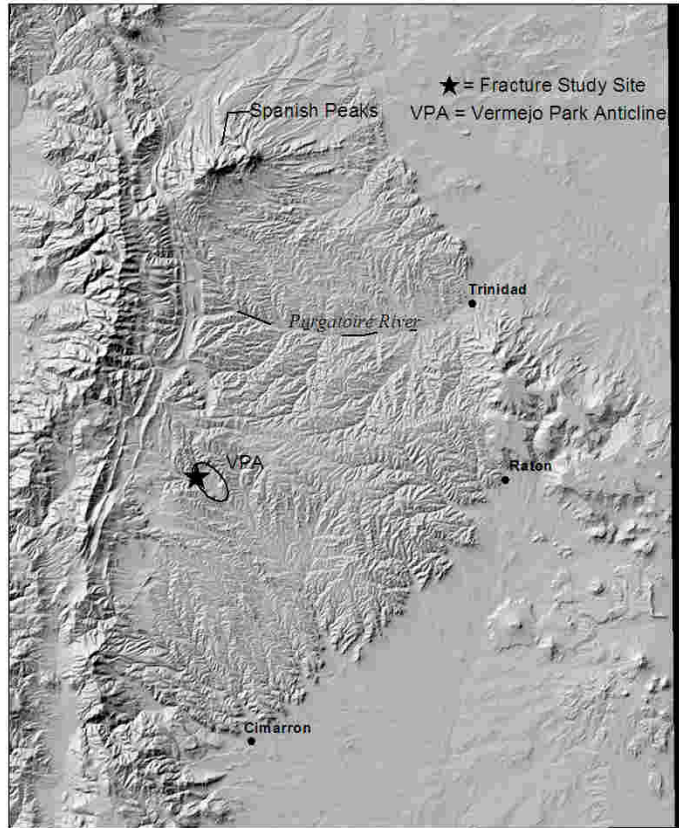 ★ = Fracture Study Site
Spanish Peaks
VPA = Vermejo Park Anticline
Trinidad
Purgatoire River
VPA
Raton
Cimarron